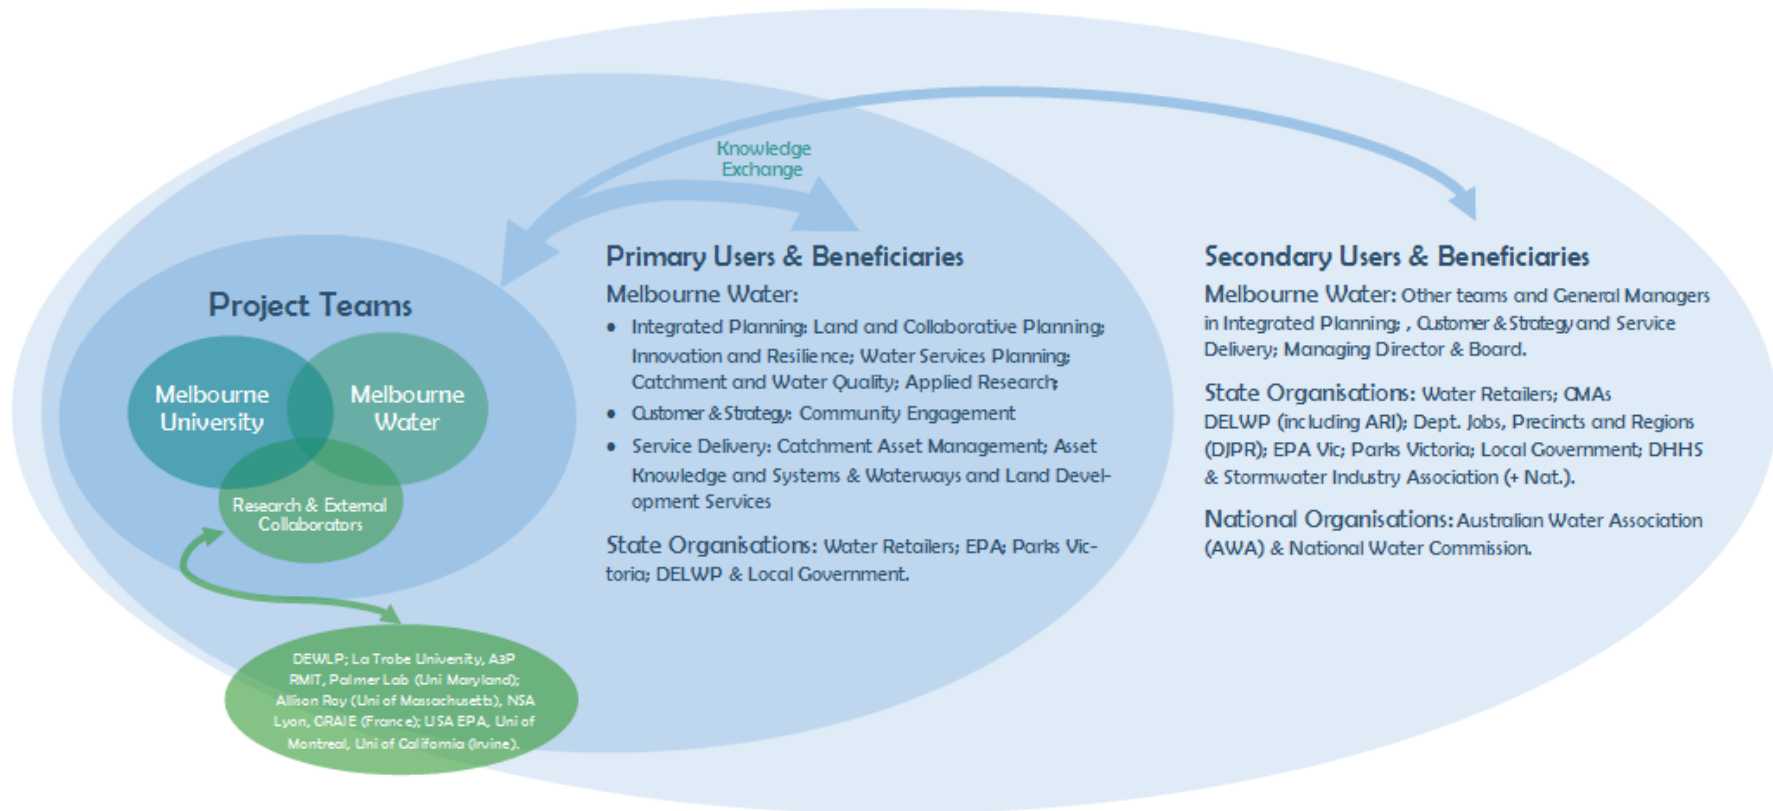 Knowledge
Exchange
Project Teams
Melbourne
University
Melbourne
Water
Research & External
Collaborators
DEWLP; La Trobe University, A3P
RMIT, Palmer Lab (Uni Maryland);
Allison Roy (Uni of Massachusetts), NSA
Lyon, GRAIE (France); USA EPA, Uni of
Montreal, Uni of California (Irvine).
Primary Users & Beneficiaries
Melbourne Water:
• Integrated Planning: Land and Collaborative Planning;
Innovation and Resilience; Water Services Planning;
Catchment and Water Quality; Applied Research;
• Customer & Strategy: Community Engagement
• Service Delivery: Catchment Asset Management; Asset
Knowledge and Systems & Waterways and Land Devel-
opment Services
State Organisations: Water Retailers; EPA; Parks Vic-
toria; DELWP & Local Government.
Secondary Users & Beneficiaries
Melbourne Water: Other teams and General Managers
in Integrated Planning; , Customer & Strategy and Service
Delivery; Managing Director & Board.
State Organisations: Water Retailers; CMAs
DELWP (including ARI); Dept. Jobs, Precincts and Regions
(DJPR); EPA Vic; Parks Victoria; Local Government; DHHS
& Stormwater Industry Association (+ Nat.).
National Organisations: Australian Water Association
(AWA) & National Water Commission.